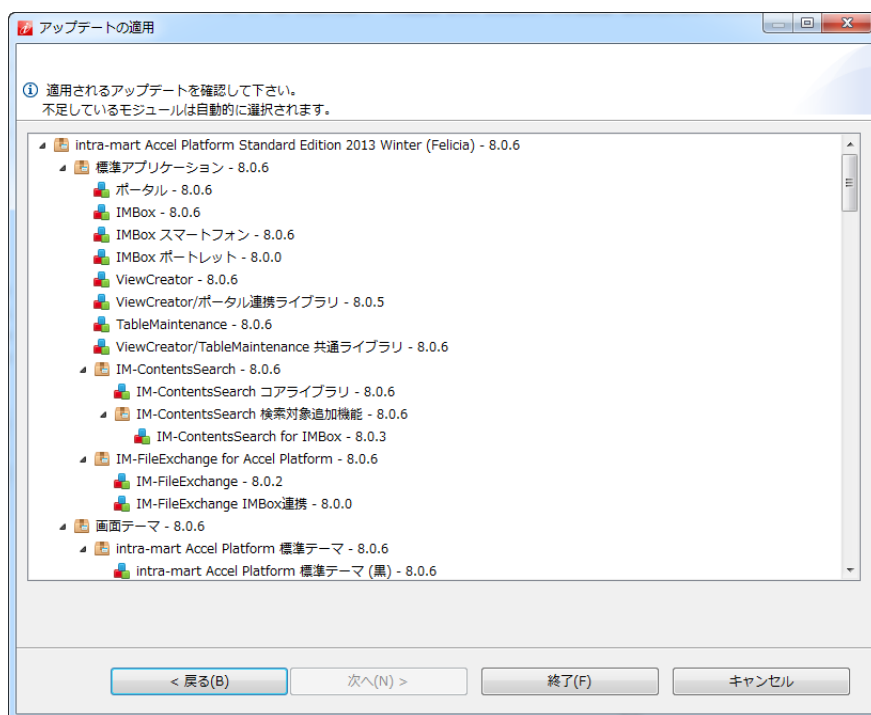 アップデートの適用
適用されるアップデートを確認して下さい。
不足しているモジュールは自動的に選択されます。
intra-mart Accel Platform Standard Edition 2013 Winter (Felicia) - 8.0.6
標準アプリケーション - 8.0.6
ポータル - 8.0.6
IMBox - 8.0.6
IMBox スマートフォン - 8.0.6
IMBox ポートレット - 8.0.0
ViewCreator - 8.0.6
ViewCreator/ポータル連携ライブラリ - 8.0.5
TableMaintenance - 8.0.6
ViewCreator/TableMaintenance 共通ライブラリ - 8.0.6
IM-ContentsSearch - 8.0.6
IM-ContentsSearch コアライブラリ - 8.0.6
IM-ContentsSearch 検索対象追加機能 - 8.0.6
IM-ContentsSearch for IMBox - 8.0.3
IM-FileExchange for Accel Platform - 8.0.6
IM-FileExchange - 8.0.2
IM-FileExchange IMBox連携 - 8.0.0
画面テーマ - 8.0.6
intra-mart Accel Platform 標準テーマ - 8.0.6
intra-mart Accel Platform 標準テーマ (黒) - 8.0.6
< 戻る(B) 次へ(N) > 終了(F) キャンセル